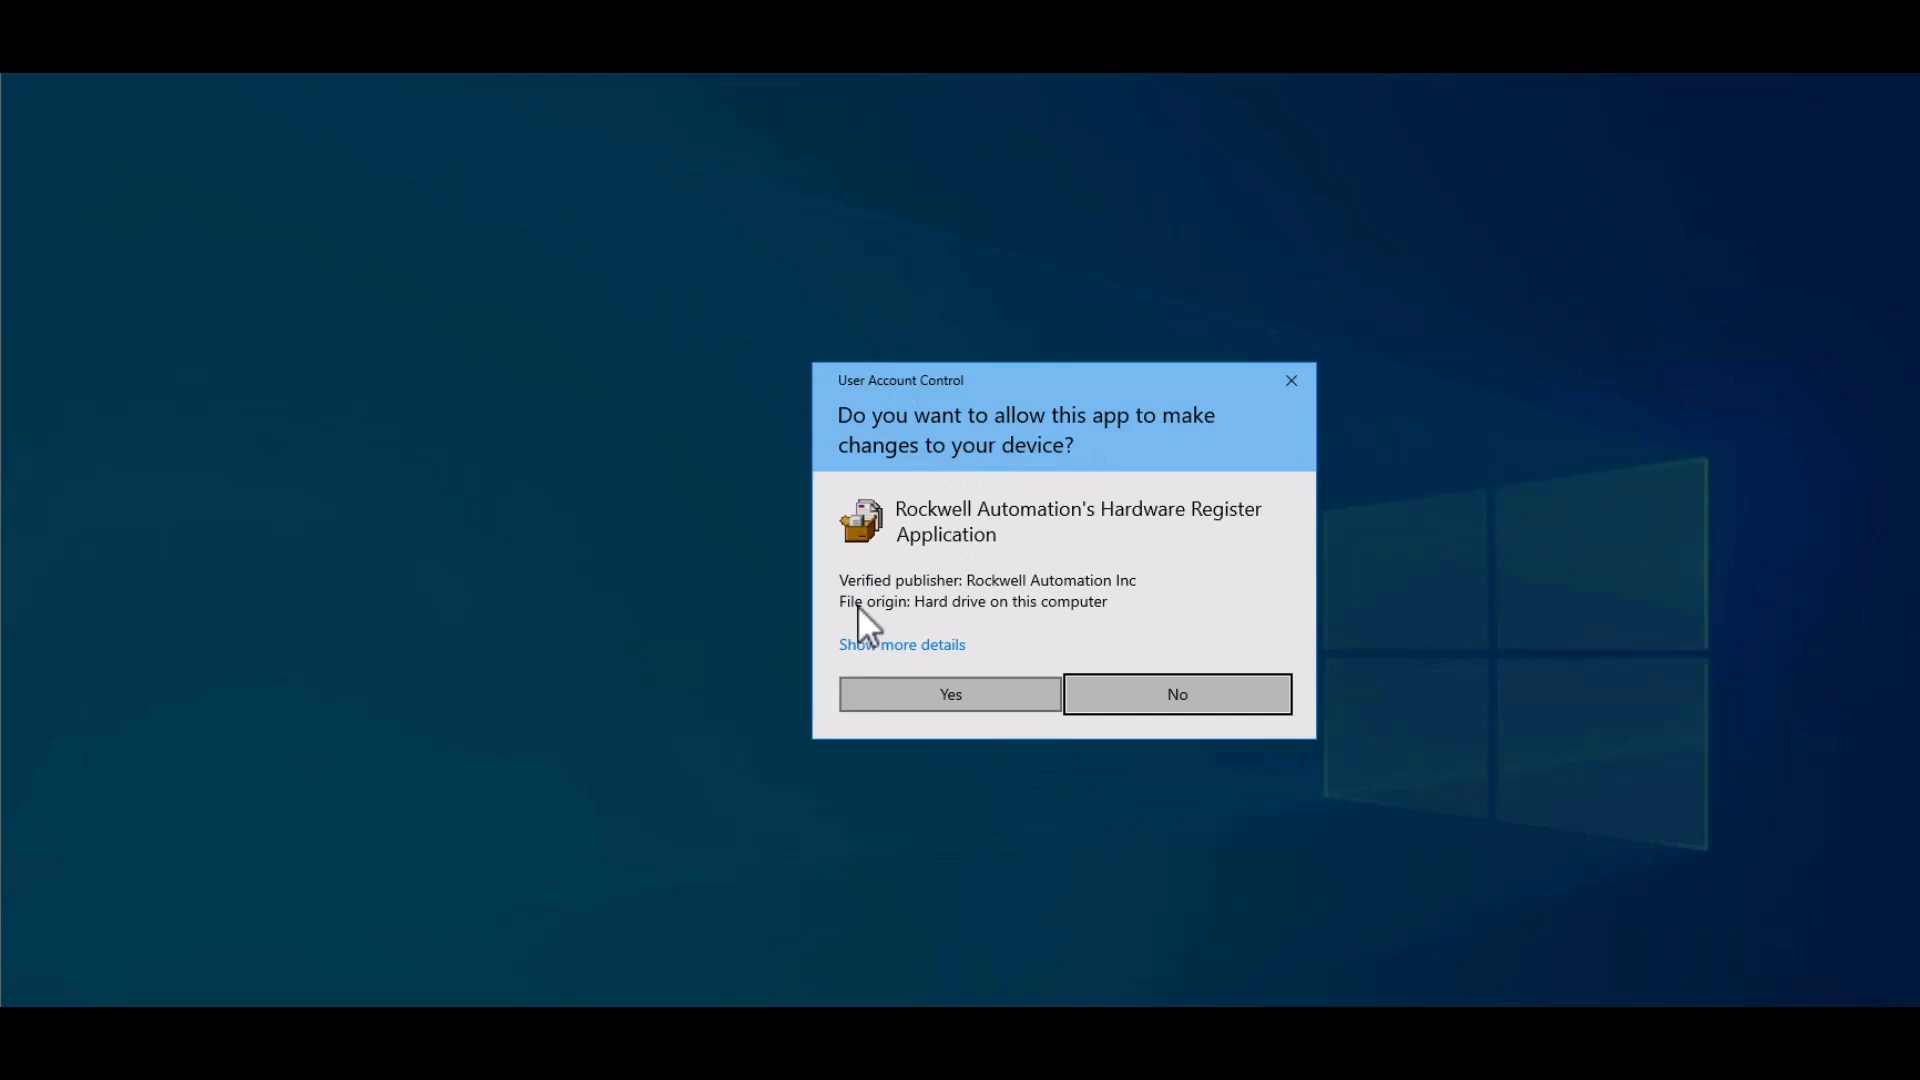 User Account Control
Do you want to allow this app to make
changes to your device?
Rockwell Automation's Hardware Register
Application
Verified publisher: Rockwell Automation Inc
File origin: Hard drive on this computer
Show more details
Yes
No